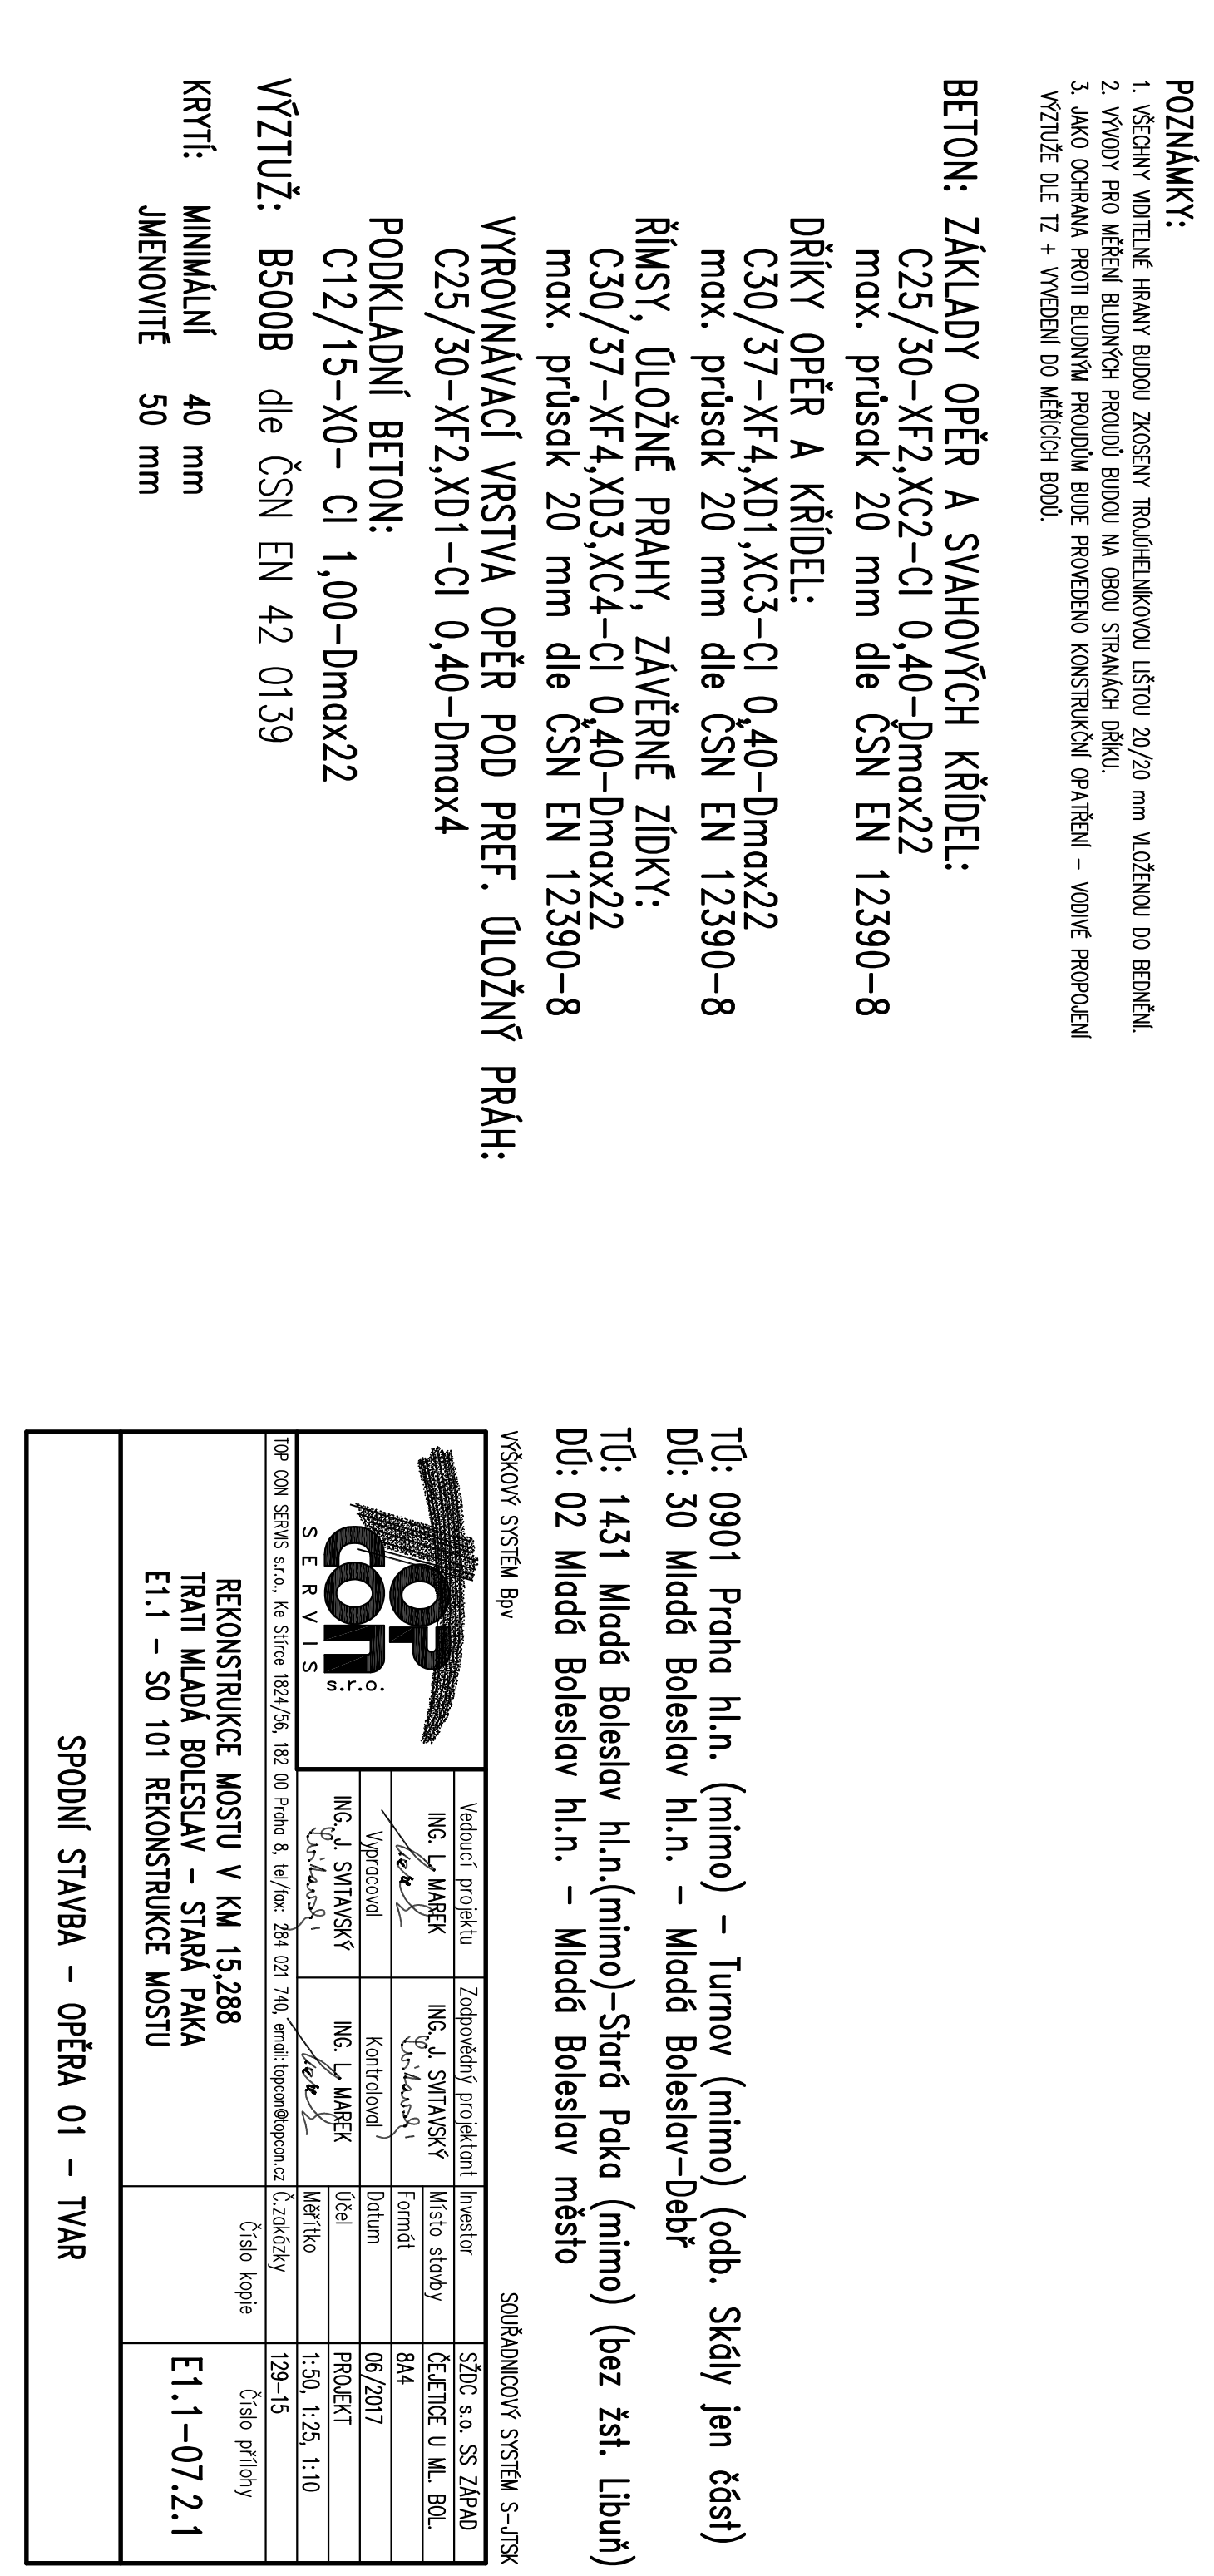 POZNÁMKY:
1. VŠECHNY VIDITELNÉ HRANY BUDOU ZKOSENY TROJÚHELNÍKOVOU LIŠTOU 20/20 mm VLOŽENOU DO BEDNĚNÍ.
2. VÝVODY PRO MĚŘENÍ BLUDNÝCH PROUDŮ BUDOU NA OBOU STRANÁCH DŘÍKU.
3. JAKO OCHRANA PROTI BLUDNÝM PROUDŮM BUDE PROVEDENO KONSTRUKČNÍ OPATŘENÍ – VODIVÉ PROPOJENÍ
VÝZTUŽE DLE TZ + VYVEDENÍ DO MĚŘÍCÍCH BODŮ.
BETON: ZÁKLADY OPĚR A SVAHOVÝCH KŘÍDEL:
C25/30–XF2,XC2–Cl 0,40–Dmax22
max. průsak 20 mm dle ČSN EN 12390–8
DŘÍKY OPĚR A KŘÍDEL:
C30/37–XF4,XD1,XC3–Cl 0,40–Dmax22
max. průsak 20 mm dle ČSN EN 12390–8
ŘÍMSY, ÚLOŽNÉ PRAHY, ZÁVĚRNÉ ZÍDKY:
C30/37–XF4,XD3,XC4–Cl 0,40–Dmax22
max. průsak 20 mm dle ČSN EN 12390–8
VYROVNÁVACÍ VRSTVA OPĚR POD PREF. ÚLOŽNÝ PRÁH:
C25/30–XF2,XD1–Cl 0,40–Dmax4
PODKLADNÍ BETON:
C12/15–X0– Cl 1,00–Dmax22
VÝZTUŽ: B500B dle ČSN EN 42 0139
KRYTÍ: MINIMÁLNÍ 40 mm
JMENOVITÉ 50 mm
TÚ: 0901 Praha hl.n. (mimo) – Turnov (mimo) (odb. Skály jen část)
DÚ: 30 Mladá Boleslav hl.n. – Mladá Boleslav–Debř
TÚ: 1431 Mladá Boleslav hl.n.(mimo)–Stará Paka (mimo) (bez žst. Libuň)
DÚ: 02 Mladá Boleslav hl.n. – Mladá Boleslav město
VÝŠKOVÝ SYSTÉM Bpv SOUŘADNICOVÝ SYSTÉM S–JTSK
TOP
CON
s.r.o.
SERVIS
Vedoucí projektu Zodpovědný projektant Investor SŽDC s.o. SS ZÁPAD
ING. L. MAREK ING. J. SVITAVSKÝ Místo stavby ČEJETICE U ML. BOL.
Formát 8A4
Vypracoval Kontroloval Datum 06/2017
ING. J. SVITAVSKÝ ING. L. MAREK Účel PROJEKT
Měřítko 1:50, 1:25, 1:10
TOP CON SERVIS s.r.o., Ke Stírce 1824/56, 182 00 Praha 8, tel/fax: 284 021 740, email:topcon@topcon.cz Č.zakázky 129–15
Číslo kopie Číslo přílohy
REKONSTRUKCE MOSTU V KM 15,288
TRATI MLADÁ BOLESLAV – STARÁ PAKA
E1.1 – SO 101 REKONSTRUKCE MOSTU
E1.1–07.2.1
SPODNÍ STAVBA – OPĚRA 01 – TVAR